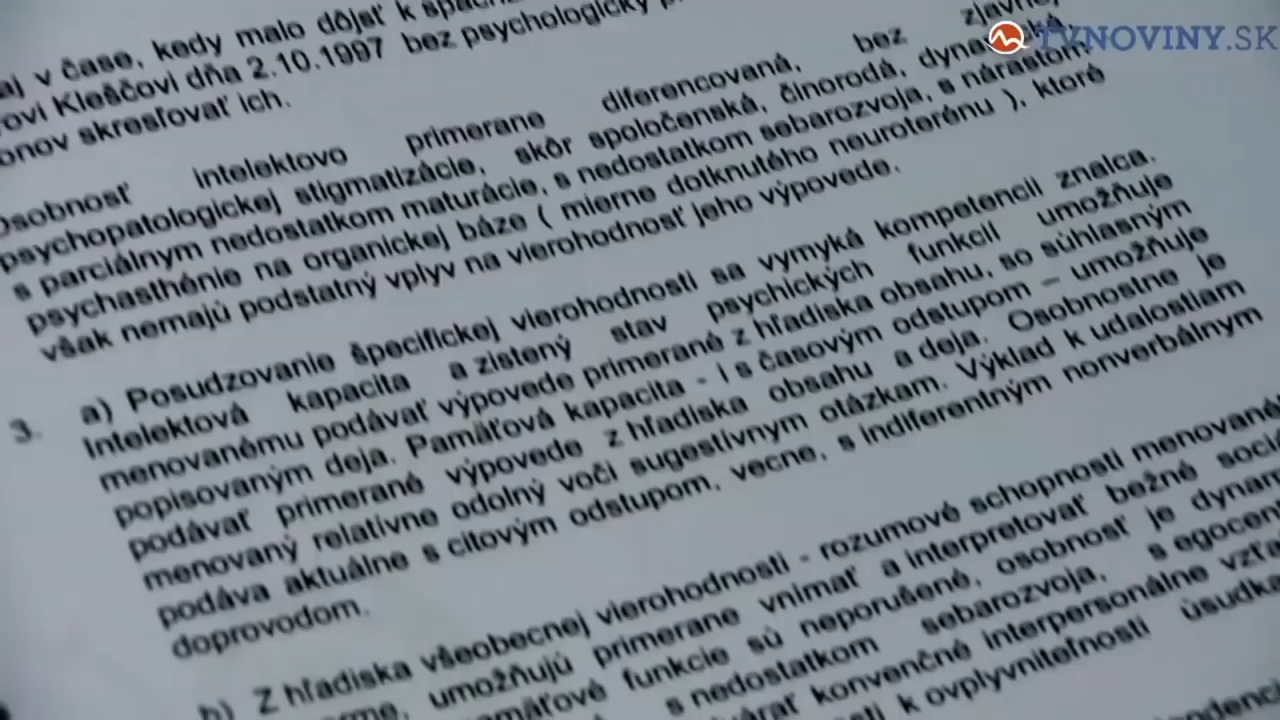 TVNOVINY.SK
aj v čase, kedy malo dôjsť k
ovi Kleščovi dňa 2.10.1997 bez psychologický
onov skresľovať ich.
Osobnosť intelektovo primerane diferencovaná, bez zjavnej
psychopatologickej stigmatizácie, skôr spoločenská, činorodá,
s parciálnym nedostatkom maturácie, s nedostatkom sebarozvoja, s nárastom
psychasthénie na organickej báze ( mierne dotknutého neuroterénu ), ktoré
však nemajú podstatný vplyv na vierohodnosť jeho výpovede.
3. a) Posudzovanie špecifickej vierohodnosti sa vymyká kompetencii znalca.
Intelektová kapacita a zistený stav psychických funkcií umožňuje
menovanému podávať výpovede primerané z hľadiska obsahu, so súhlasným
popisovaným deja. Pamäťová kapacita - i s časovým odstupom – umožňuje
podávať primerané výpovede z hľadiska obsahu a deja. Osobnostne je
menovaný relatívne odolný voči sugestívnym otázkam. Výklad k udalostiam
podáva aktuálne s citovým odstupom, vecne, s indiferentným nonverbálnym
doprovodom.
b) Z hľadiska všeobecnej vierohodnosti - rozumové schopnosti menované
umožňujú primerane vnímať a interpretovať bežné soci
funkcie sú neporušené, osobnosť je dynam
s nedostatkom sebarozvoja, s egocent
konvenčné interpersonálne vzťa
k ovplyvniteľnosti úsudka